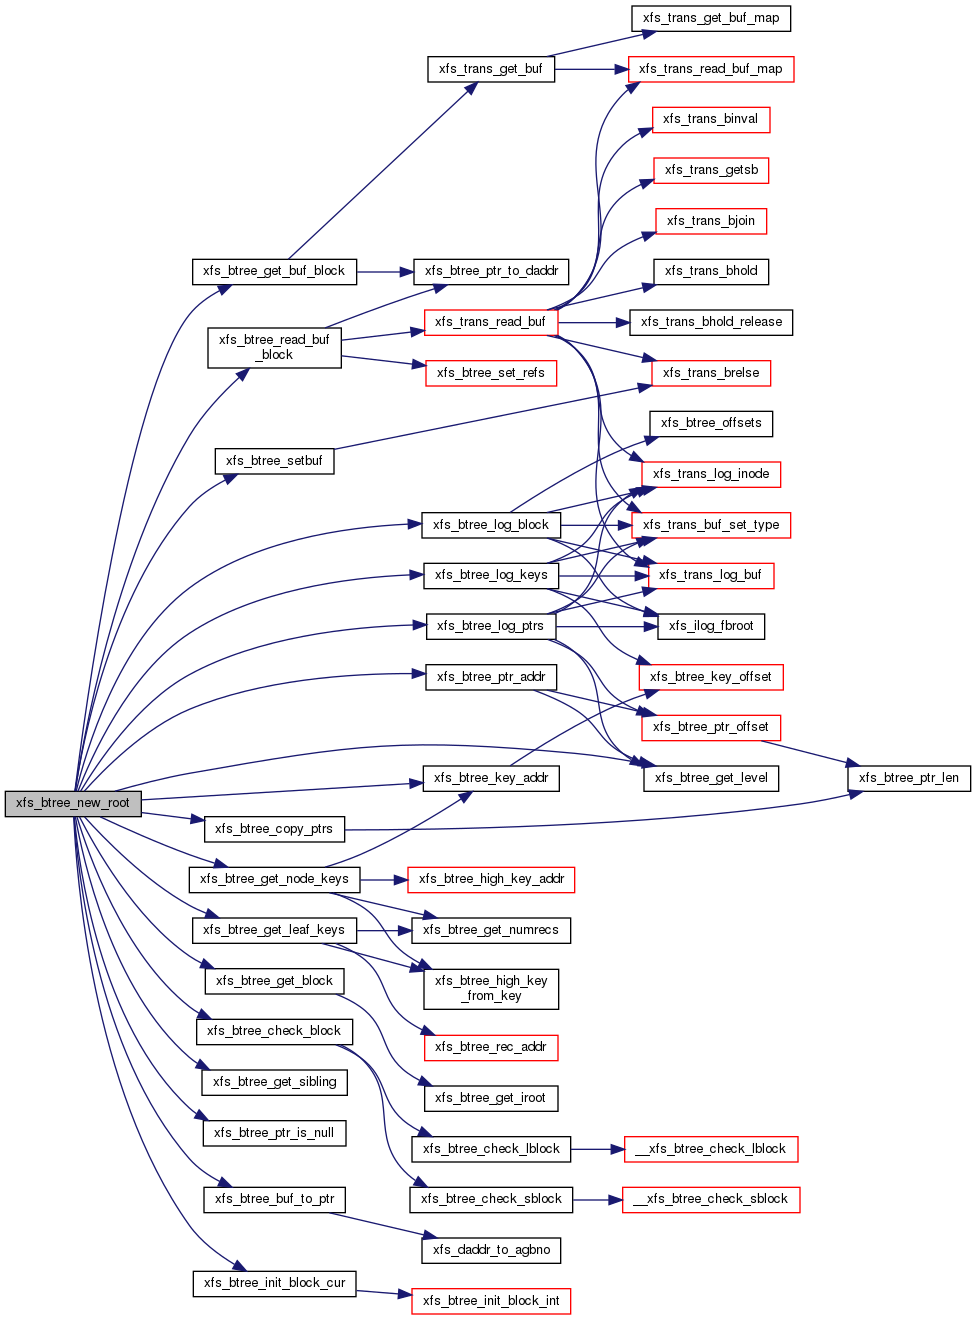 xfs_trans_get_buf_map
xfs_trans_get_buf
xfs_trans_read_buf_map
xfs_trans_binval
xfs_trans_getsb
xfs_trans_bjoin
xfs_btree_get_buf_block
xfs_btree_ptr_to_daddr
xfs_trans_bhold
xfs_trans_read_buf
xfs_trans_bhold_release
xfs_btree_read_buf
_block
xfs_btree_set_refs
xfs_trans_brelse
xfs_btree_offsets
xfs_btree_setbuf
xfs_trans_log_inode
xfs_btree_log_block
xfs_trans_buf_set_type
xfs_btree_log_keys
xfs_trans_log_buf
xfs_btree_log_ptrs
xfs_ilog_fbroot
xfs_btree_ptr_addr
xfs_btree_key_offset
xfs_btree_ptr_offset
xfs_btree_key_addr
xfs_btree_get_level
xfs_btree_ptr_len
xfs_btree_new_root
xfs_btree_copy_ptrs
xfs_btree_get_node_keys
xfs_btree_high_key_addr
xfs_btree_get_leaf_keys
xfs_btree_get_numrecs
xfs_btree_get_block
xfs_btree_high_key
_from_key
xfs_btree_check_block
xfs_btree_rec_addr
xfs_btree_get_sibling
xfs_btree_get_iroot
xfs_btree_ptr_is_null
xfs_btree_check_lblock
__xfs_btree_check_lblock
xfs_btree_buf_to_ptr
xfs_btree_check_sblock
__xfs_btree_check_sblock
xfs_daddr_to_agbno
xfs_btree_init_block_cur
xfs_btree_init_block_int